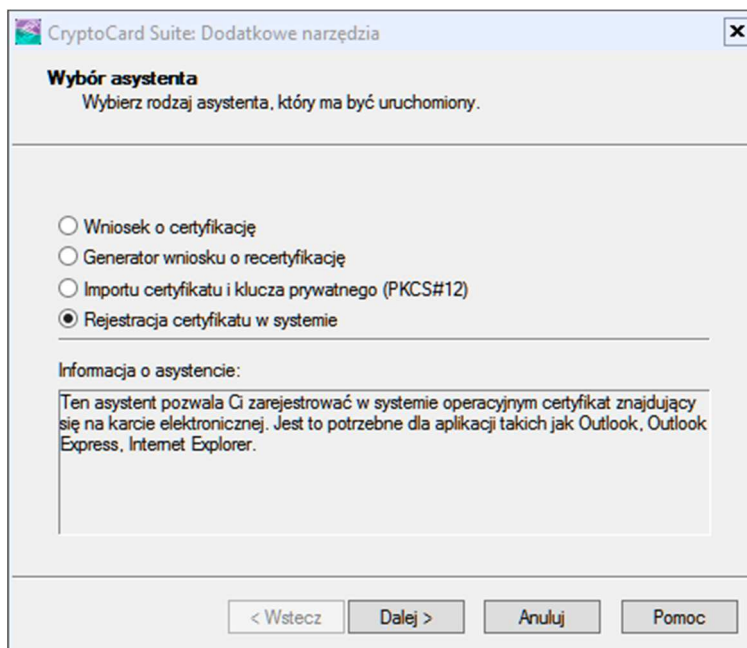 CryptoCard Suite: Dodatkowe narzędzia
Wybór asystenta
Wybierz rodzaj asystenta, który ma być uruchomiony.
Wniosek o certyfikację
Generator wniosku o recertyfikację
Importu certyfikatu i klucza prywatnego (PKCS#12)
Rejestracja certyfikatu w systemie
Informacja o asystencie:
Ten asystent pozwala Ci zarejestrować w systemie operacyjnym certyfikat znajdujący
się na karcie elektronicznej. Jest to potrzebne dla aplikacji takich jak Outlook, Outlook
Express, Internet Explorer.
< Wstecz Dalej > Anuluj Pomoc